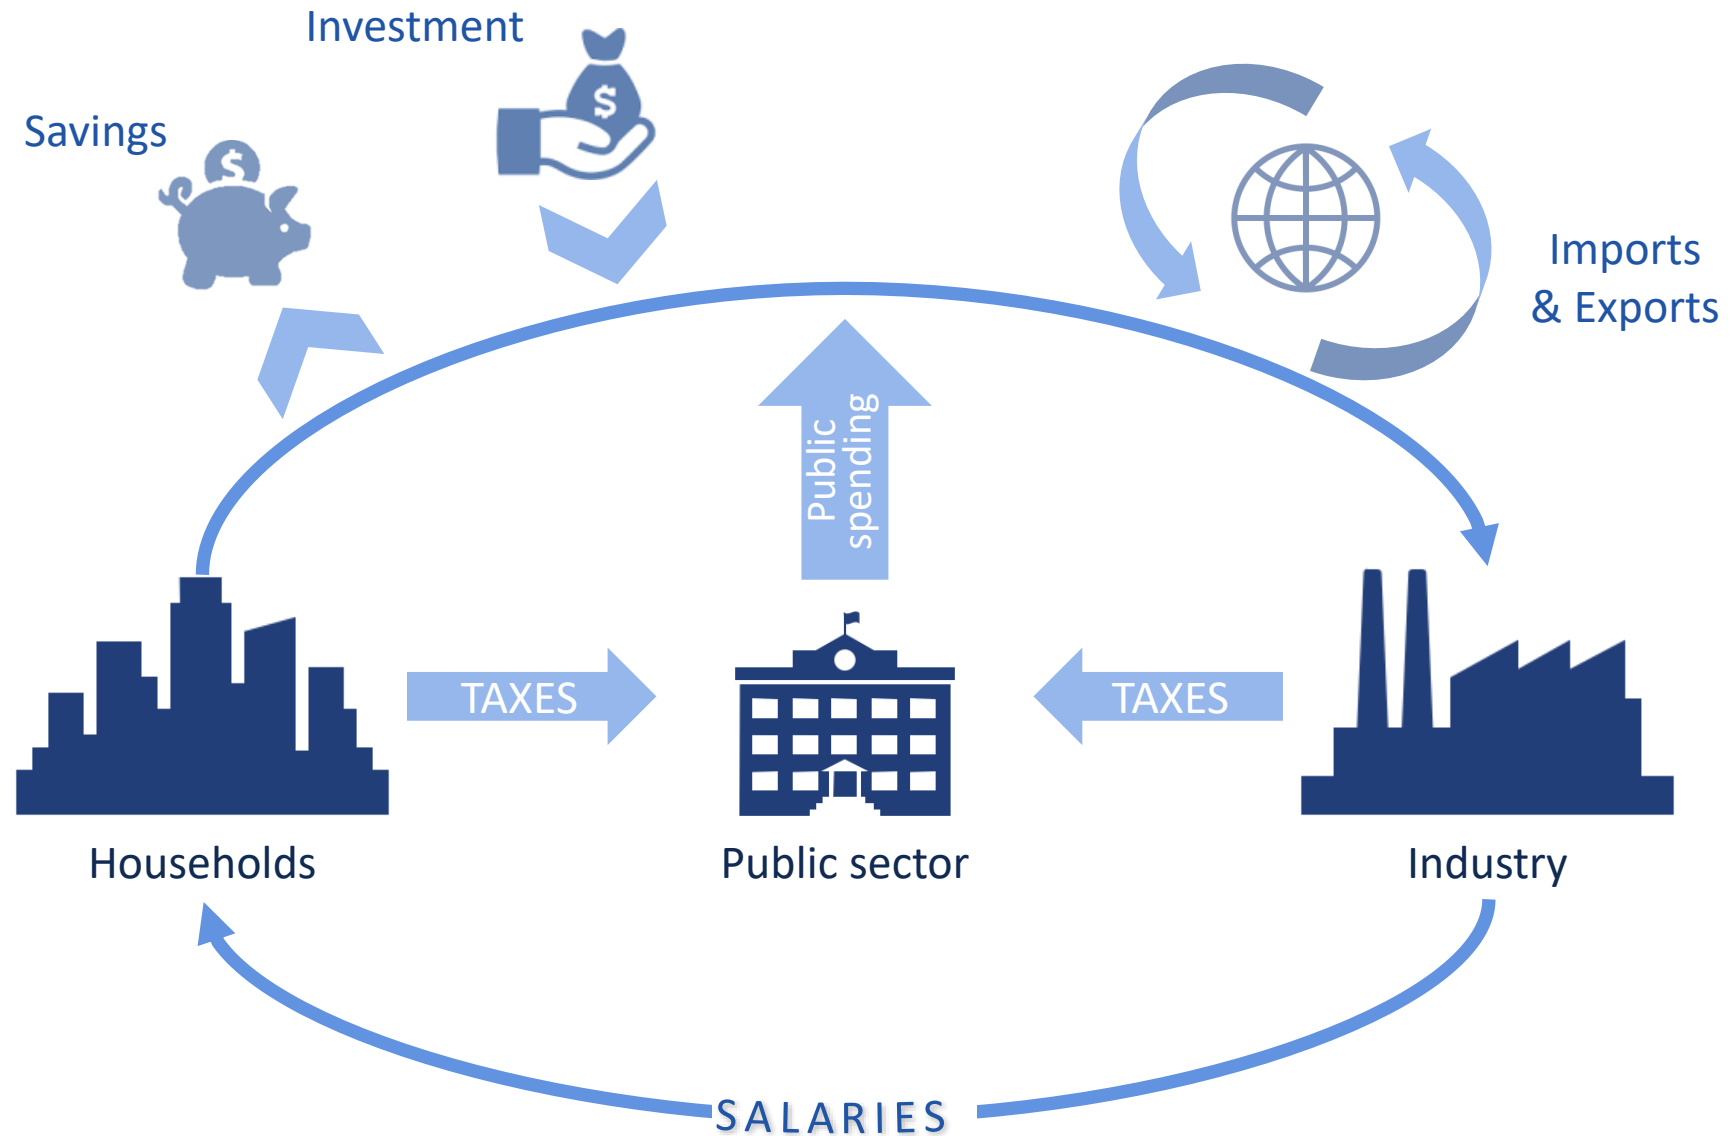 Investment
Savings
$
$
Imports
& Exports
Public
spending
TAXES
TAXES
Households
Public sector
Industry
SALARIES